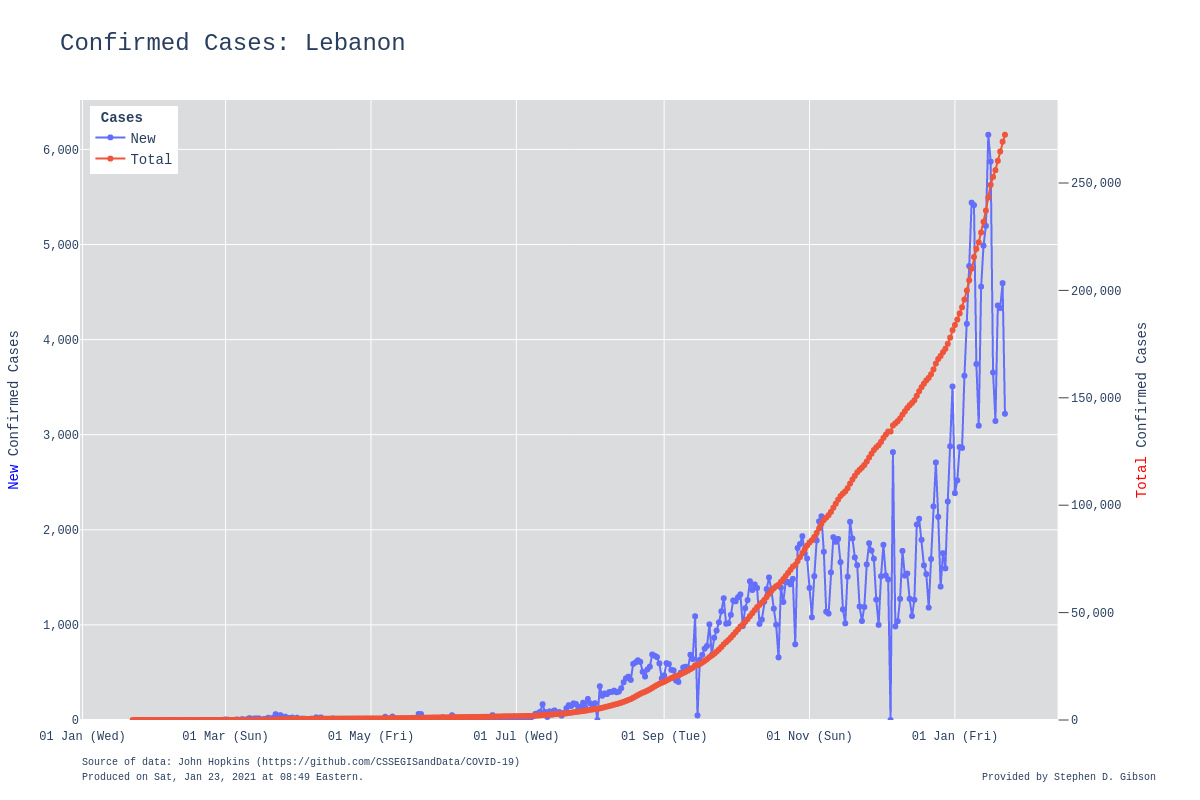 Confirmed Cases: Lebanon
Cases
New
Total
6,000
5,000
4,000
3,000
2,000
1,000
0
250,000
200,000
150,000
100,000
50,000
0
New Confirmed Cases
Total Confirmed Cases
01 Jan (Wed) 01 Mar (Sun) 01 May (Fri) 01 Jul (Wed) 01 Sep (Tue) 01 Nov (Sun) 01 Jan (Fri)
Source of data: John Hopkins (https://github.com/CSSEGISandData/COVID-19)
Produced on Sat, Jan 23, 2021 at 08:49 Eastern.
Provided by Stephen D. Gibson